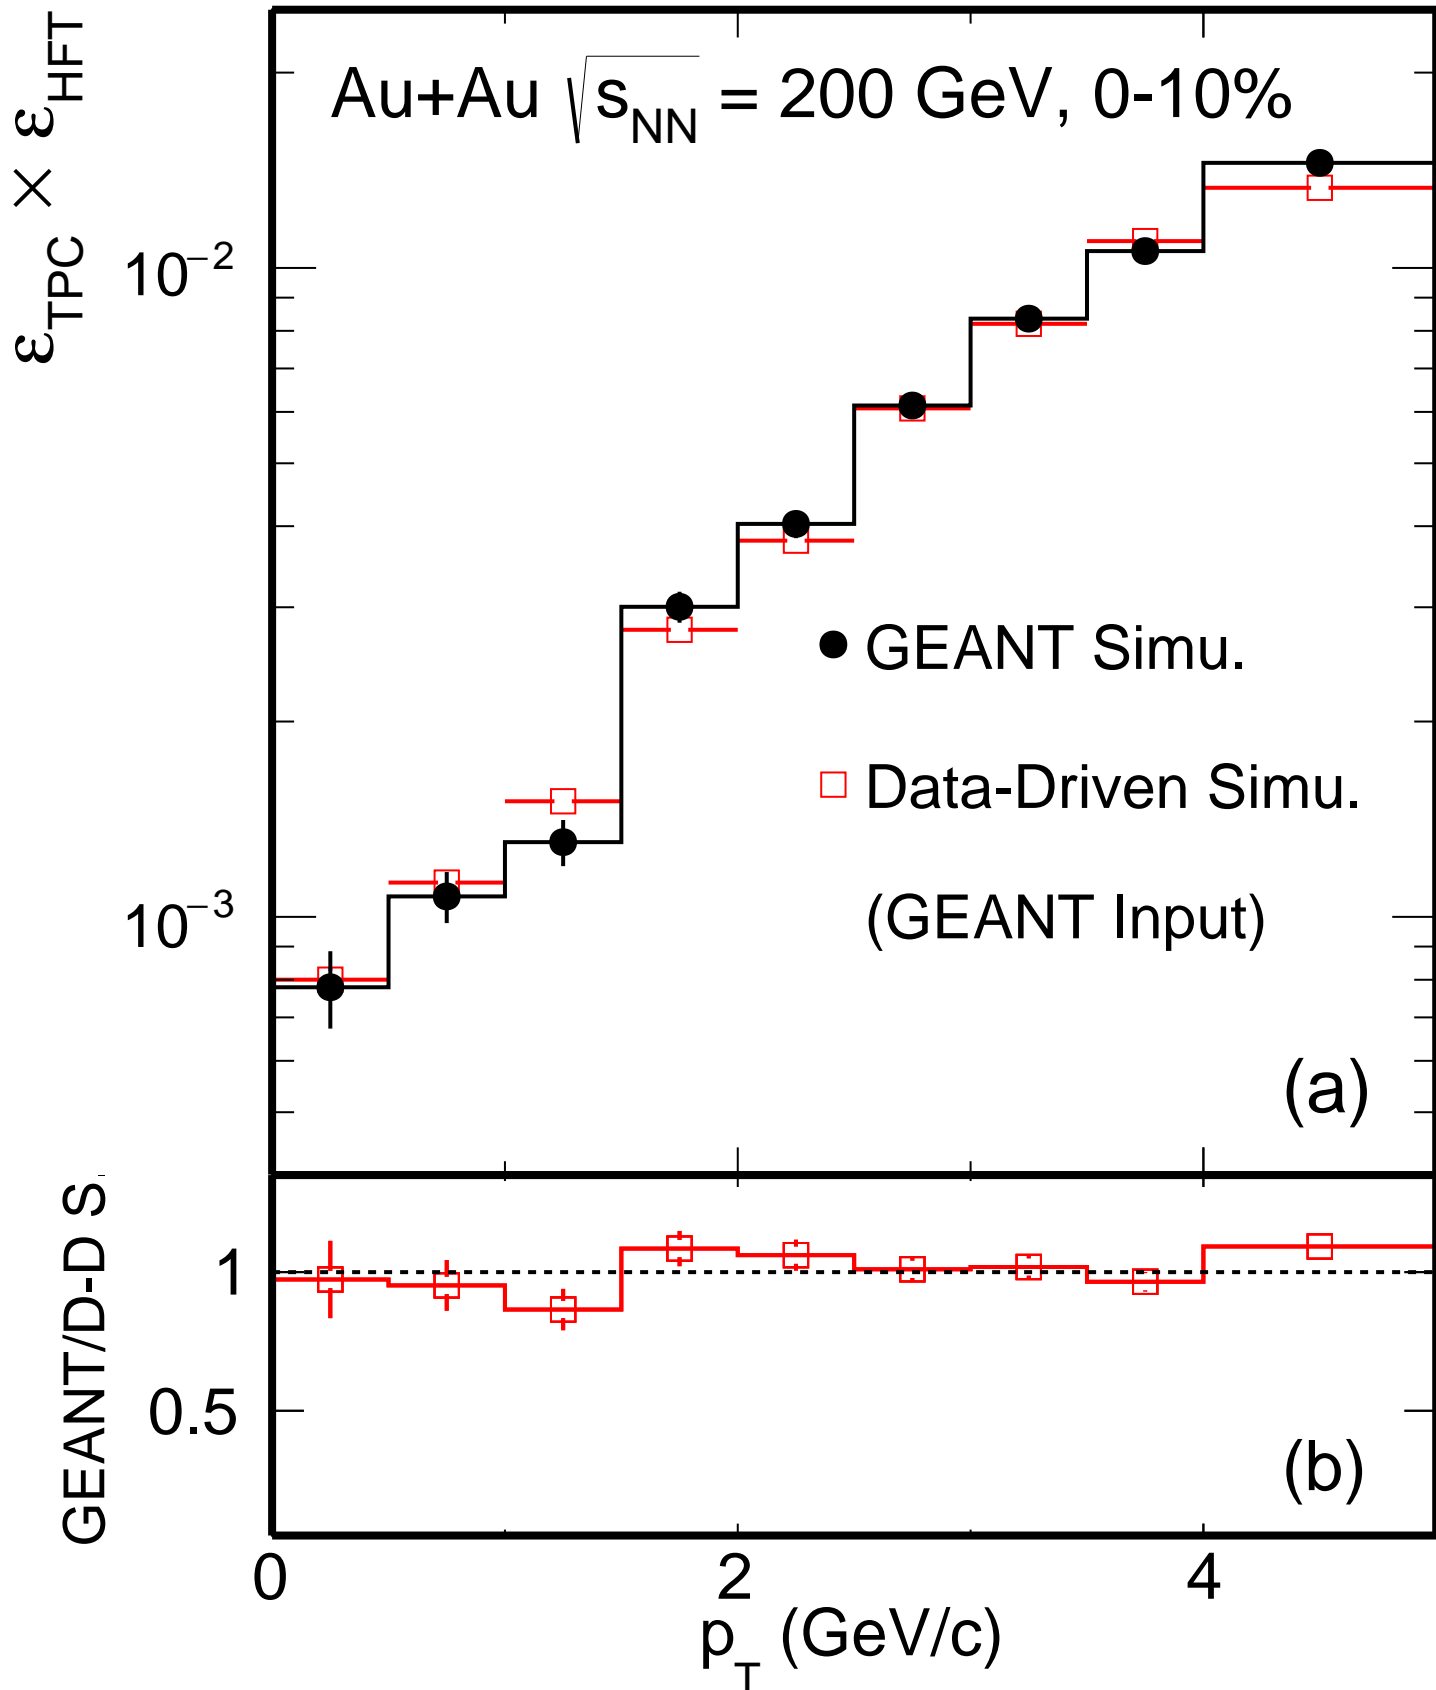 ε_TPC × ε_HFT
Au+Au √s_NN = 200 GeV, 0-10%
10⁻²
GEANT Simu.
Data-Driven Simu.
(GEANT Input)
10⁻³
(a)
GEANT/D-D S
1
0.5
(b)
0 2 4
p_T (GeV/c)